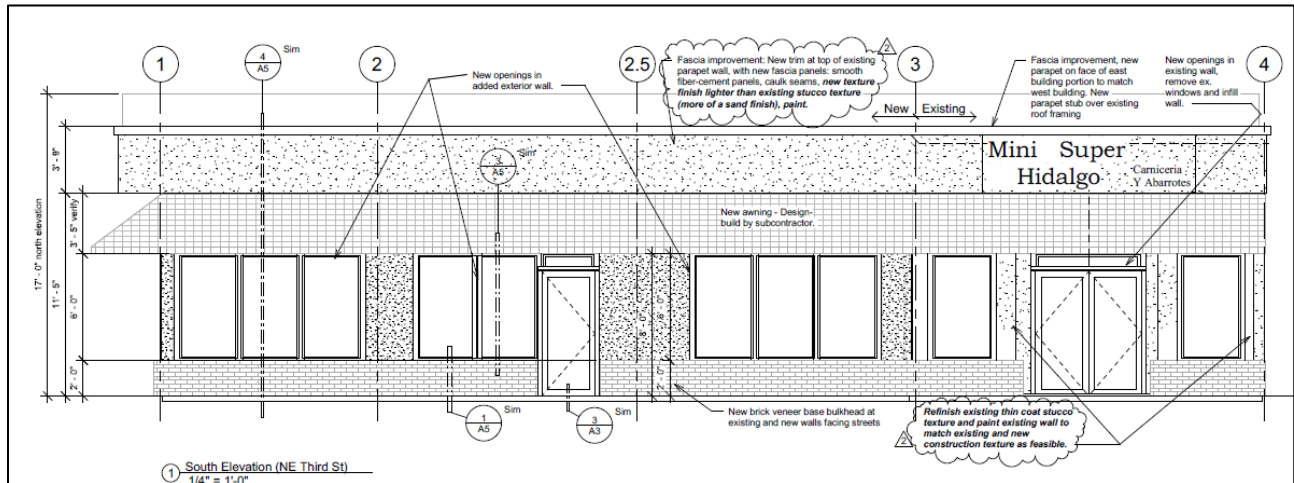 1
4
A5
Sim
2
2.5
3
4
New openings in
added exterior wall.
Fascia improvement: New trim at top of existing
parapet wall, with new fascia panels: smooth
fiber-cement panels, caulk seams, new texture
finish lighter than existing stucco texture
(more of a sand finish), paint.
2
New
Existing
Fascia improvement, new
parapet on face of east
building portion to match
west building. New
parapet stub over existing
roof framing
New openings in
existing wall,
remove ex.
windows and infill
wall.
Mini Super
Hidalgo
Carniceria
Y Abarrotes
Sim
A5
New awning - Design-
build by subcontractor.
17' - 0" north elevation
11' - 5"
3' - 9"
3' - 5" verify
6' - 0"
2' - 0"
8' - 0"
6' - 0"
2' - 0"
1
A5
Sim
3
A3
Sim
New brick veneer base bulkhead at
existing and new walls facing streets
Refinish existing thin coat stucco
texture and paint existing wall to
match existing and new
construction texture as feasible.
2
1
South Elevation (NE Third St)
1/4" = 1'-0"